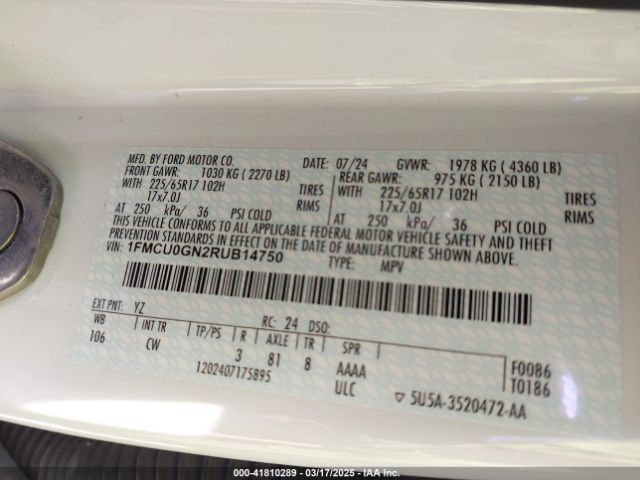 MFD. BY FORD MOTOR CO.
DATE: 07/24 GVWR: 1978 KG ( 4360 LB)
FRONT GAWR: 1030 KG ( 2270 LB)
REAR GAWR: 975 KG ( 2150 LB)
WITH 225/65R17 102H TIRES
WITH 225/65R17 102H TIRES
17x7.0J RIMS
17x7.0J RIMS
AT 250 kPa/ 36 PSI COLD
AT 250 kPa/ 36 PSI COLD
THIS VEHICLE CONFORMS TO ALL APPLICABLE FEDERAL MOTOR VEHICLE SAFETY AND THEFT
PREVENTION STANDARDS IN EFFECT ON THE DATE OF MANUFACTURE SHOWN ABOVE.
VIN: 1FMCU0GN2RUB14750 TYPE: MPV
EXT PNT: YZ RC: 24 DSO:
WB INT TR TP/PS R AXLE TR SPR
106 CW 3 81 8 AAAA
1202407175895 ULC
F0086
T0186
5U5A-3520472-AA
000-41810289 - 03/17/2025 - IAA Inc.